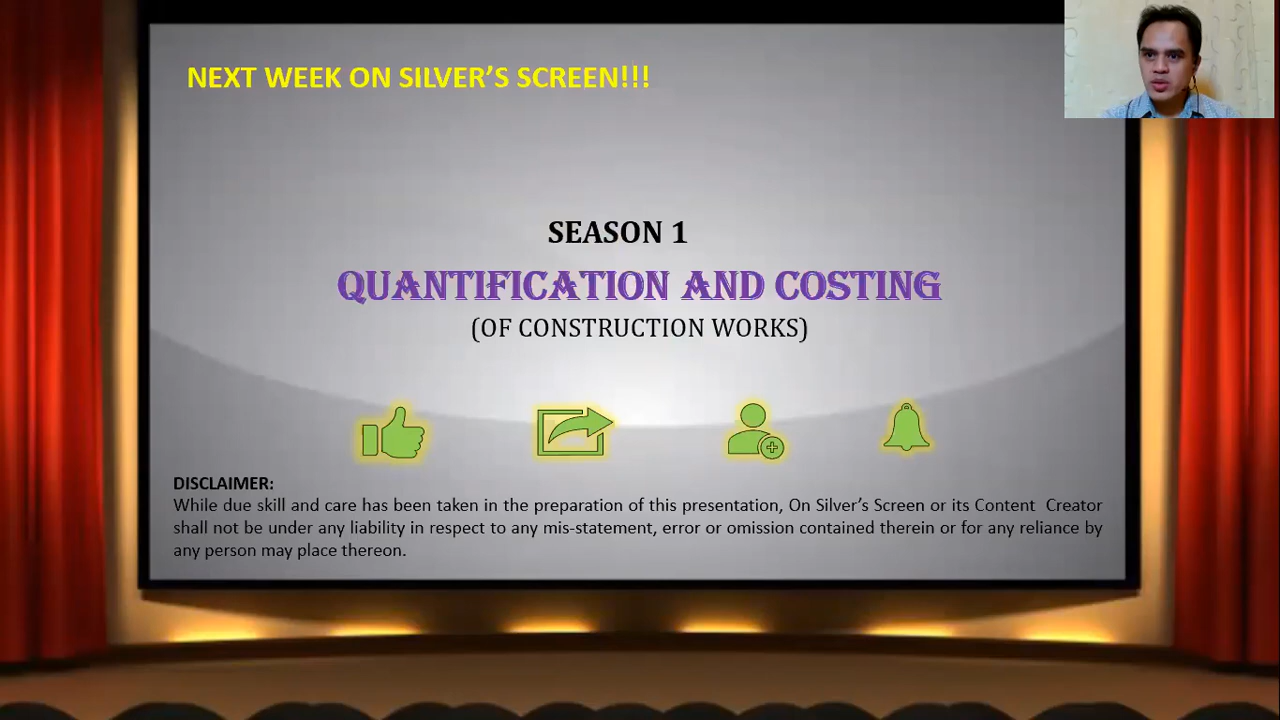 NEXT WEEK ON SILVER'S SCREEN!!!
SEASON 1
QUANTIFICATION AND COSTING
(OF CONSTRUCTION WORKS)
DISCLAIMER:
While due skill and care has been taken in the preparation of this presentation, On Silver's Screen or its Content Creator
shall not be under any liability in respect to any mis-statement, error or omission contained therein or for any reliance by
any person may place thereon.